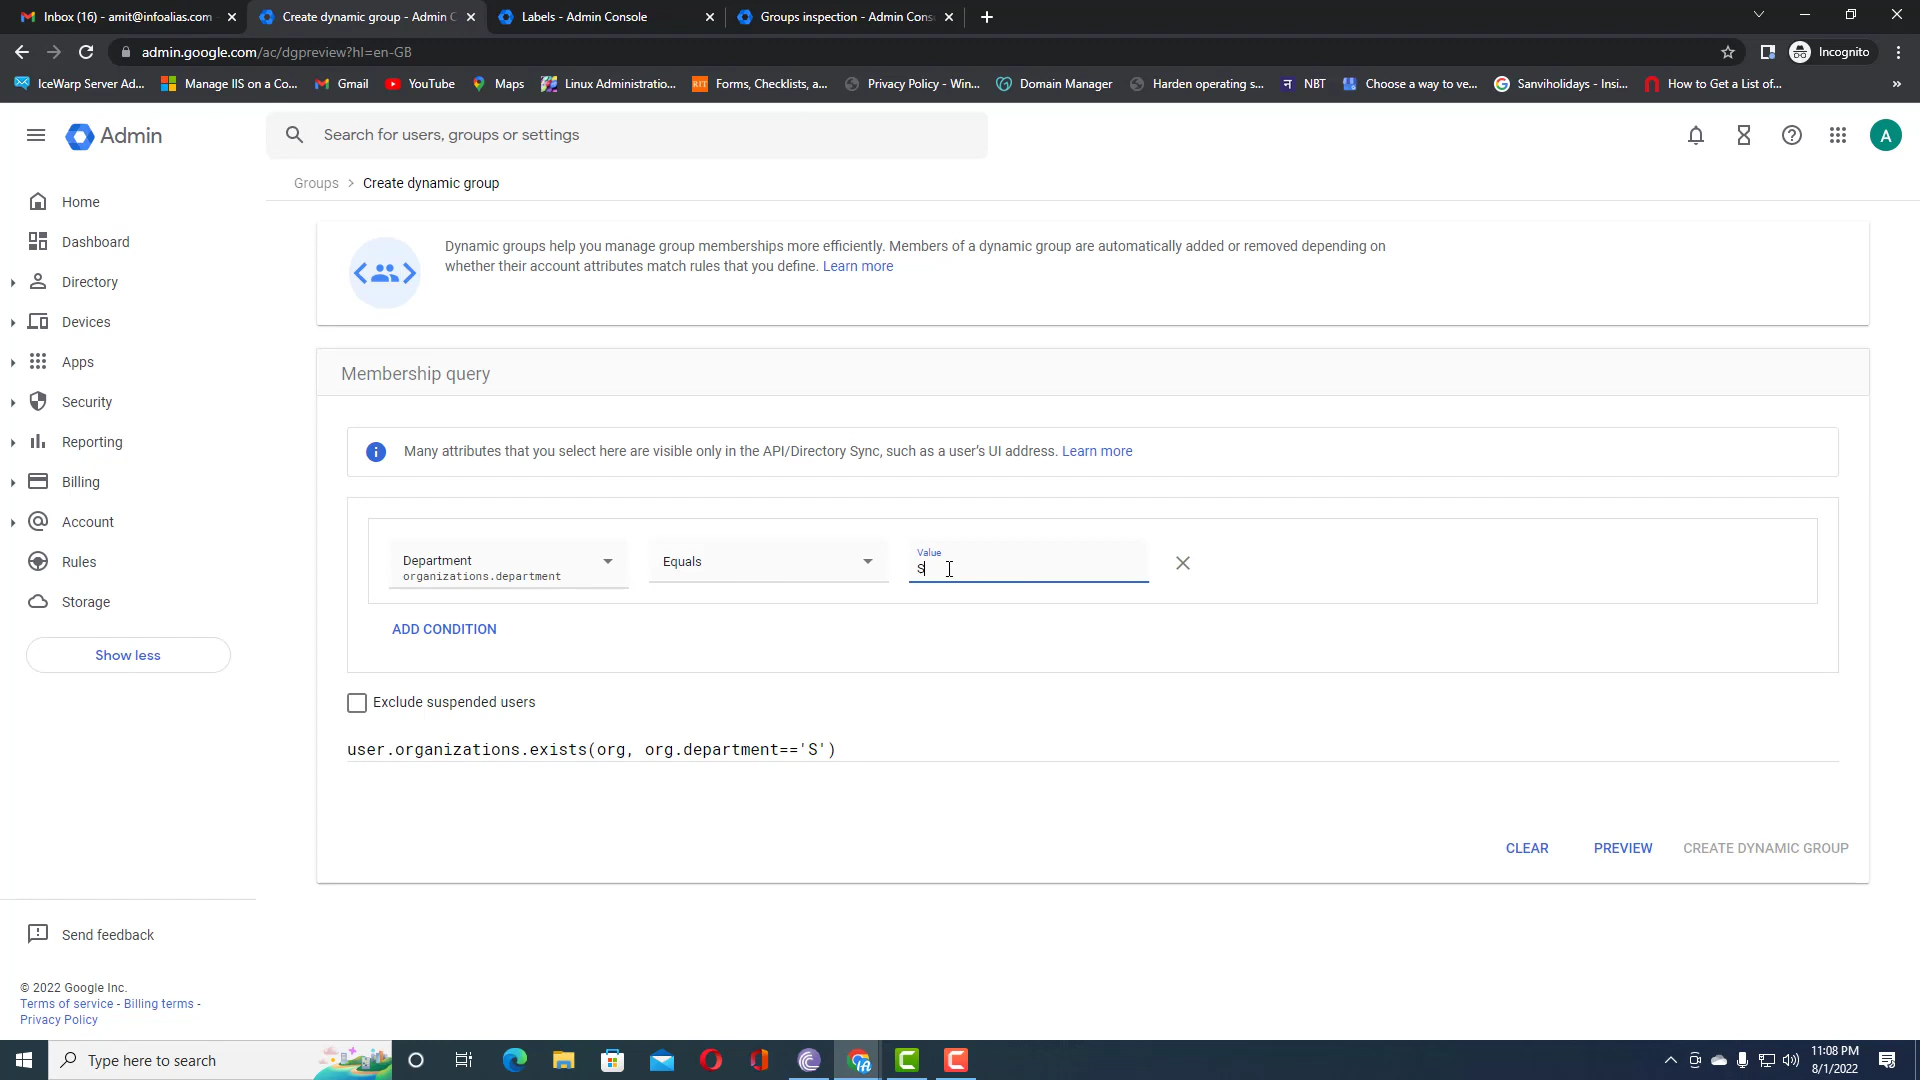 Inbox (16) - amit@infoalias.com
Create dynamic group - Admin C
Labels - Admin Console
Groups inspection - Admin Cons
admin.google.com/ac/dgpreview?hl=en-GB
Incognito
IceWarp Server Ad...
Manage IIS on a Co...
Gmail
YouTube
Maps
Linux Administratio...
RIT
Forms, Checklists, a...
Privacy Policy - Win...
Domain Manager
Harden operating s...
न
NBT
Choose a way to ve...
Sanviholidays - Insi...
How to Get a List of...
»
Admin
Search for users, groups or settings
A
Groups > Create dynamic group
Home
Dashboard
Directory
Devices
Apps
Security
Reporting
Billing
Account
Rules
Storage
Show less
Send feedback
© 2022 Google Inc.
Terms of service - Billing terms -
Privacy Policy
Dynamic groups help you manage group memberships more efficiently. Members of a dynamic group are automatically added or removed depending on
whether their account attributes match rules that you define. Learn more
Membership query
Many attributes that you select here are visible only in the API/Directory Sync, such as a user's UI address. Learn more
Department
organizations.department
Equals
Value
S
ADD CONDITION
Exclude suspended users
user.organizations.exists(org, org.department=='S')
CLEAR
PREVIEW
CREATE DYNAMIC GROUP
Type here to search
11:08 PM
8/1/2022